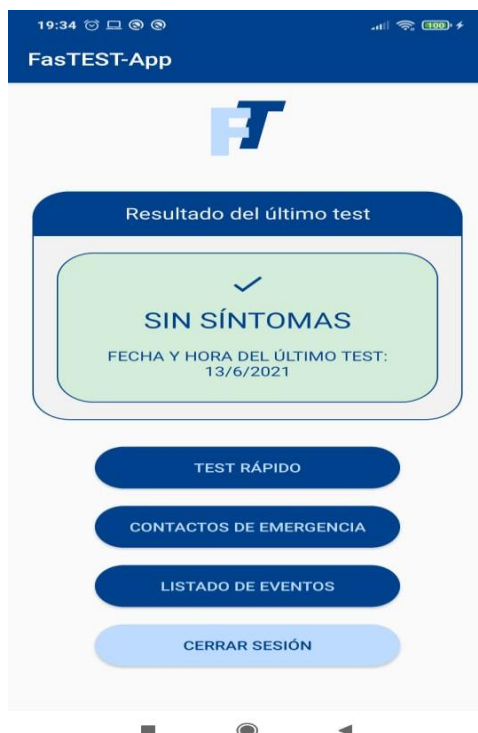 19:34 100
FasTEST-App
FT
Resultado del último test
SIN SÍNTOMAS
FECHA Y HORA DEL ÚLTIMO TEST:
13/6/2021
TEST RÁPIDO
CONTACTOS DE EMERGENCIA
LISTADO DE EVENTOS
CERRAR SESIÓN